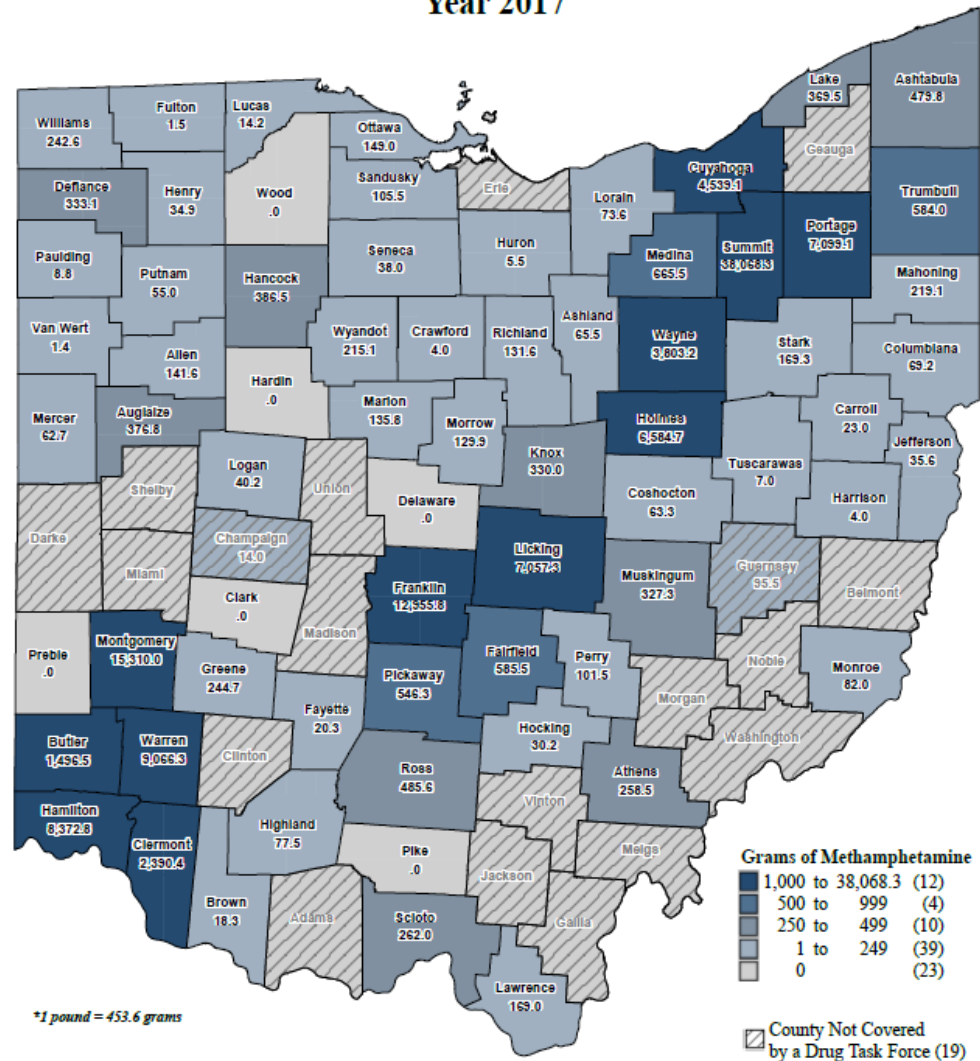 Year 2017
Lake
369.5
Ashtabula
479.8
Williams
242.6
Fulton
1.5
Lucas
14.2
Ottawa
149.0
Geauga
Cuyahoga
4,539.1
Defiance
333.1
Henry
34.9
Wood
.0
Sandusky
105.5
Erie
Lorain
73.6
Trumbull
584.0
Portage
7,099.1
Summit
38,068.3
Medina
665.5
Huron
5.5
Seneca
38.0
Hancock
386.5
Putnam
55.0
Paulding
8.8
Mahoning
219.1
Van Wert
1.4
Allen
141.6
Wyandot
215.1
Crawford
4.0
Richland
131.6
Ashland
65.5
Wayne
3,803.2
Stark
169.3
Columbiana
69.2
Hardin
.0
Mercer
62.7
Auglaize
376.8
Marion
135.8
Morrow
129.9
Knox
330.0
Holmes
6,584.7
Tuscarawas
7.0
Carroll
23.0
Jefferson
35.6
Harrison
4.0
Coshocton
63.3
Logan
40.2
Shelby
Union
Delaware
.0
Darke
Champaign
14.0
Miami
Licking
7,057.3
Muskingum
327.3
Guernsey
95.5
Belmont
Franklin
12,955.8
Clark
.0
Madison
Preble
.0
Montgomery
15,310.0
Greene
244.7
Pickaway
546.3
Fairfield
585.5
Perry
101.5
Noble
Monroe
82.0
Morgan
Fayette
20.3
Hocking
30.2
Washington
Butler
1,496.5
Warren
9,066.3
Clinton
Ross
485.6
Athens
258.5
Vinton
Hamilton
8,372.8
Clermont
2,390.4
Highland
77.5
Pike
.0
Jackson
Meigs
Brown
18.3
Adams
Scioto
262.0
Gallia
Lawrence
169.0
Grams of Methamphetamine
1,000 to 38,068.3 (12)
500 to 999 (4)
250 to 499 (10)
1 to 249 (39)
0 (23)
*1 pound = 453.6 grams
County Not Covered
by a Drug Task Force (19)